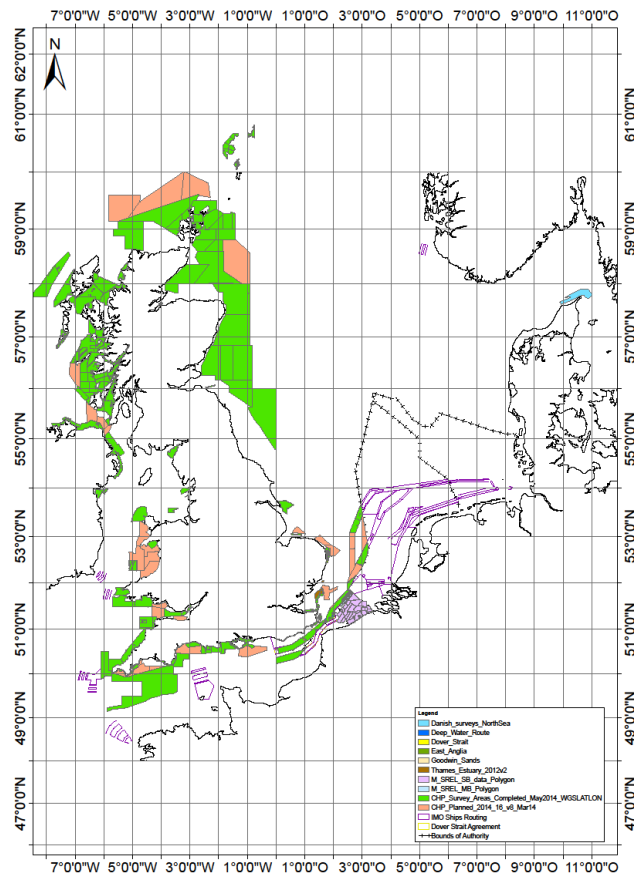 7°0'0"W 5°0'0"W 3°0'0"W 1°0'0"W 1°0'0"O 3°0'0"O 5°0'0"O 7°0'0"O 9°0'0"O 11°0'0"O
N
62°0'0"N
62°0'0"N
61°0'0"N
61°0'0"N
59°0'0"N
59°0'0"N
57°0'0"N
57°0'0"N
55°0'0"N
55°0'0"N
53°0'0"N
53°0'0"N
51°0'0"N
51°0'0"N
49°0'0"N
49°0'0"N
47°0'0"N
47°0'0"N
Legend
Danish_surveys_NorthSea
Deep_Water_Route
Dover_Strait
East_Anglia
Goodwin_Sands
Thames_Estuary_2012v2
M_SREL_SB_data_Polygon
M_SREL_MB_Polygon
CHP_Survey_Areas_Completed_May2014_WGSLATLON
CHP_Planned_2014_16_v8_Mar14
IMO Ships Routing
Dover Strait Agreement
Bounds of Authority
7°0'0"W 5°0'0"W 3°0'0"W 1°0'0"W 1°0'0"O 3°0'0"O 5°0'0"O 7°0'0"O 9°0'0"O 11°0'0"O